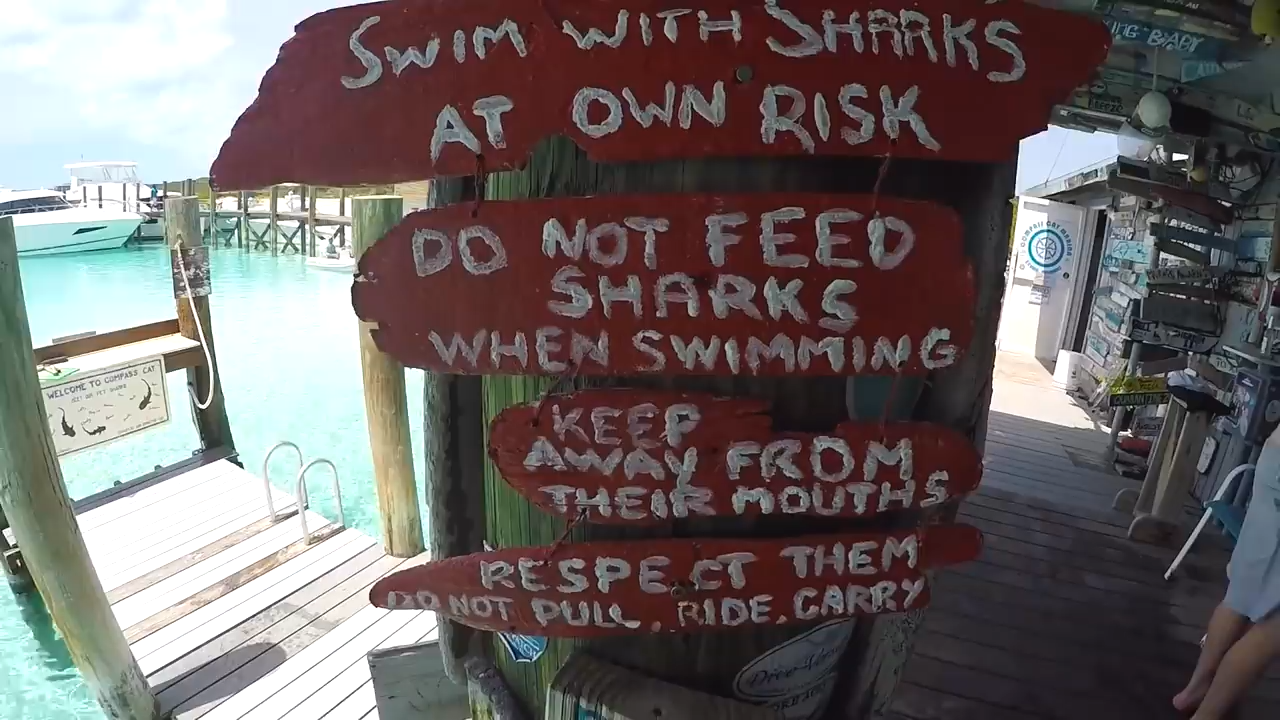 SWIM WITH SHARKS
AT OWN RISK
DO NOT FEED
SHARKS
WHEN SWIMMING
KEEP
AWAY FROM
THEIR MOUTHS
RESPECT THEM
DO NOT PULL. RIDE. CARRY
WELCOME TO COMPASS CAY